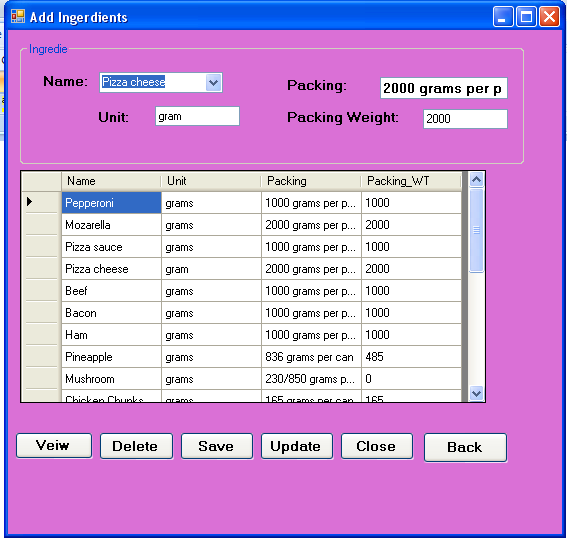 Add Ingerdients
Ingredie
Name: Pizza cheese Packing: 2000 grams per p
Unit: gram Packing Weight: 2000
Name Unit Packing Packing_WT
Pepperoni grams 1000 grams per p... 1000
Mozarella grams 2000 grams per p... 2000
Pizza sauce grams 1000 grams per p... 1000
Pizza cheese gram 2000 grams per p... 2000
Beef grams 1000 grams per p... 1000
Bacon grams 1000 grams per p... 1000
Ham grams 1000 grams per p... 1000
Pineapple grams 836 grams per can 485
Mushroom grams 230/850 grams p... 0
Chicken Chunks grams 165 grams per can 165
Veiw Delete Save Update Close Back